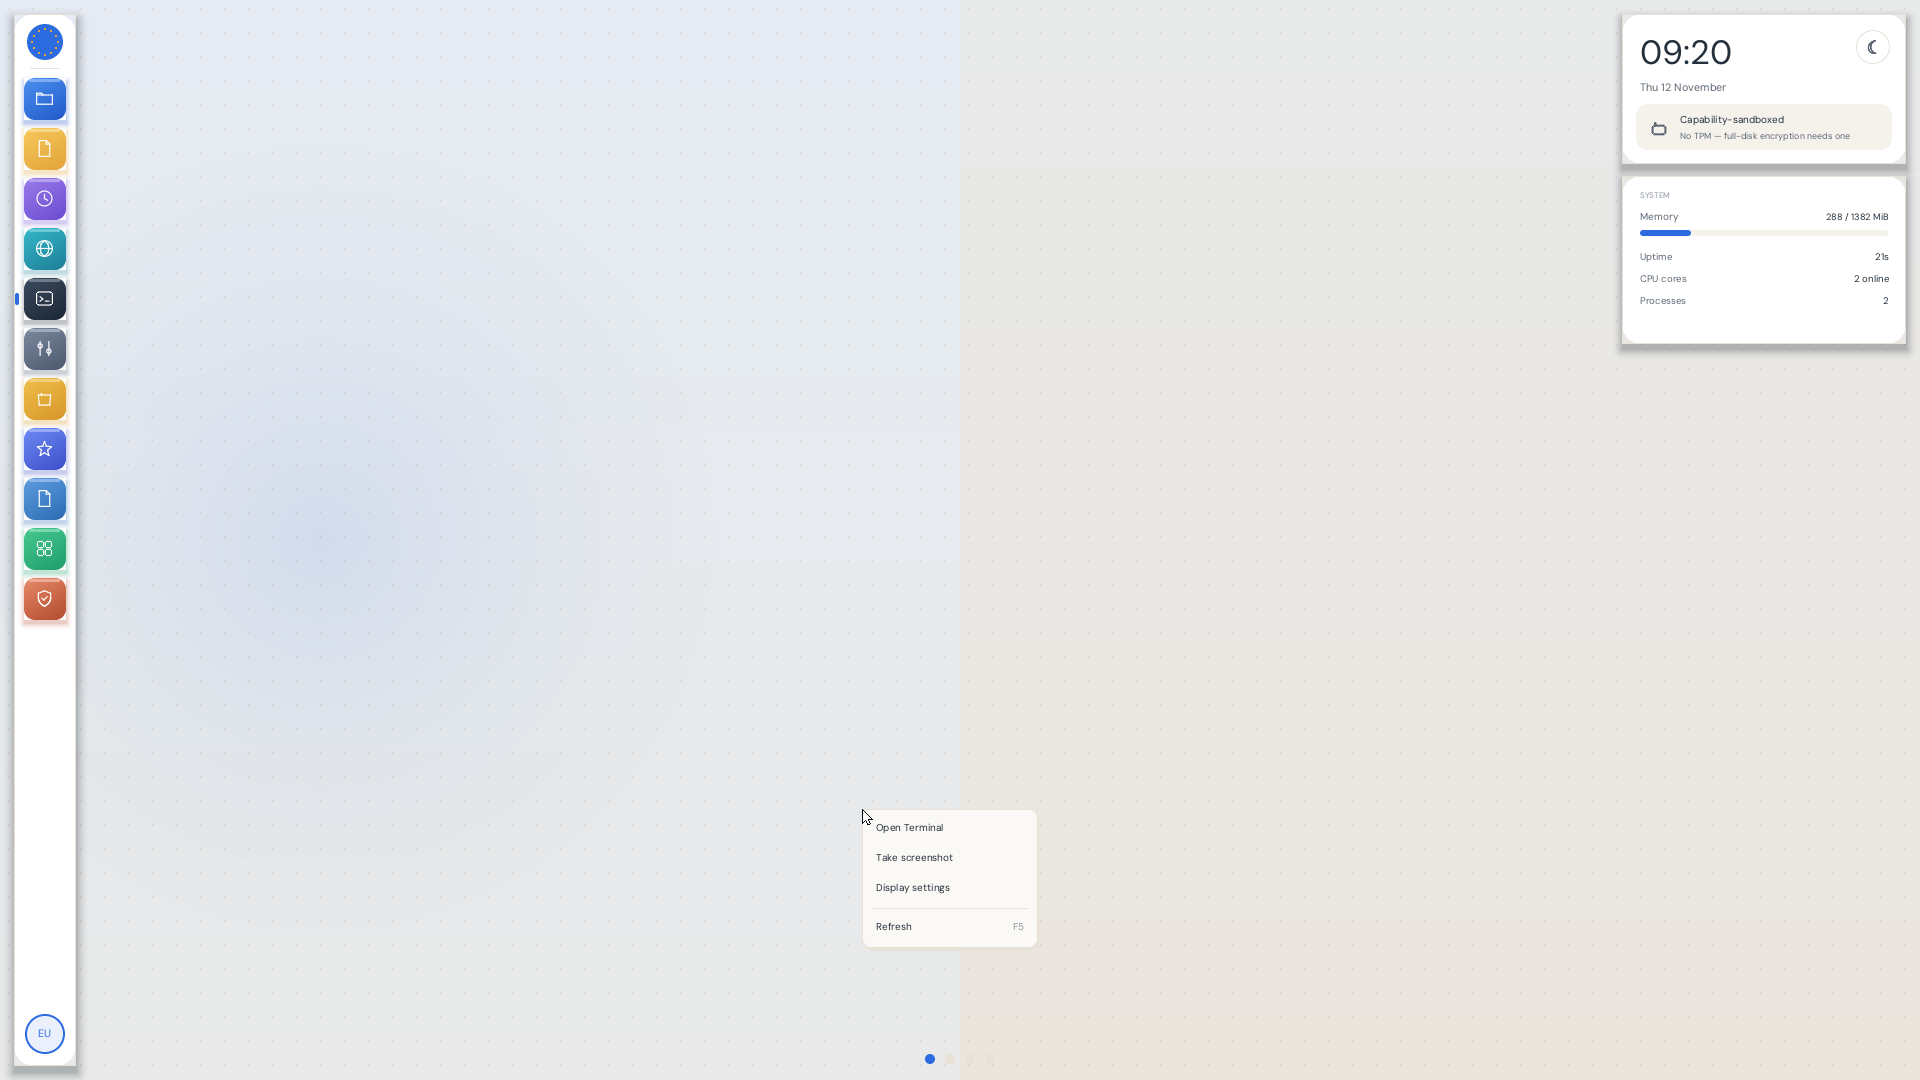 09:20
Thu 12 November
Capability-sandboxed
No TPM — full-disk encryption needs one
SYSTEM
Memory 288 / 1382 MiB
Uptime 21s
CPU cores 2 online
Processes 2
Open Terminal
Take screenshot
Display settings
Refresh F5
EU